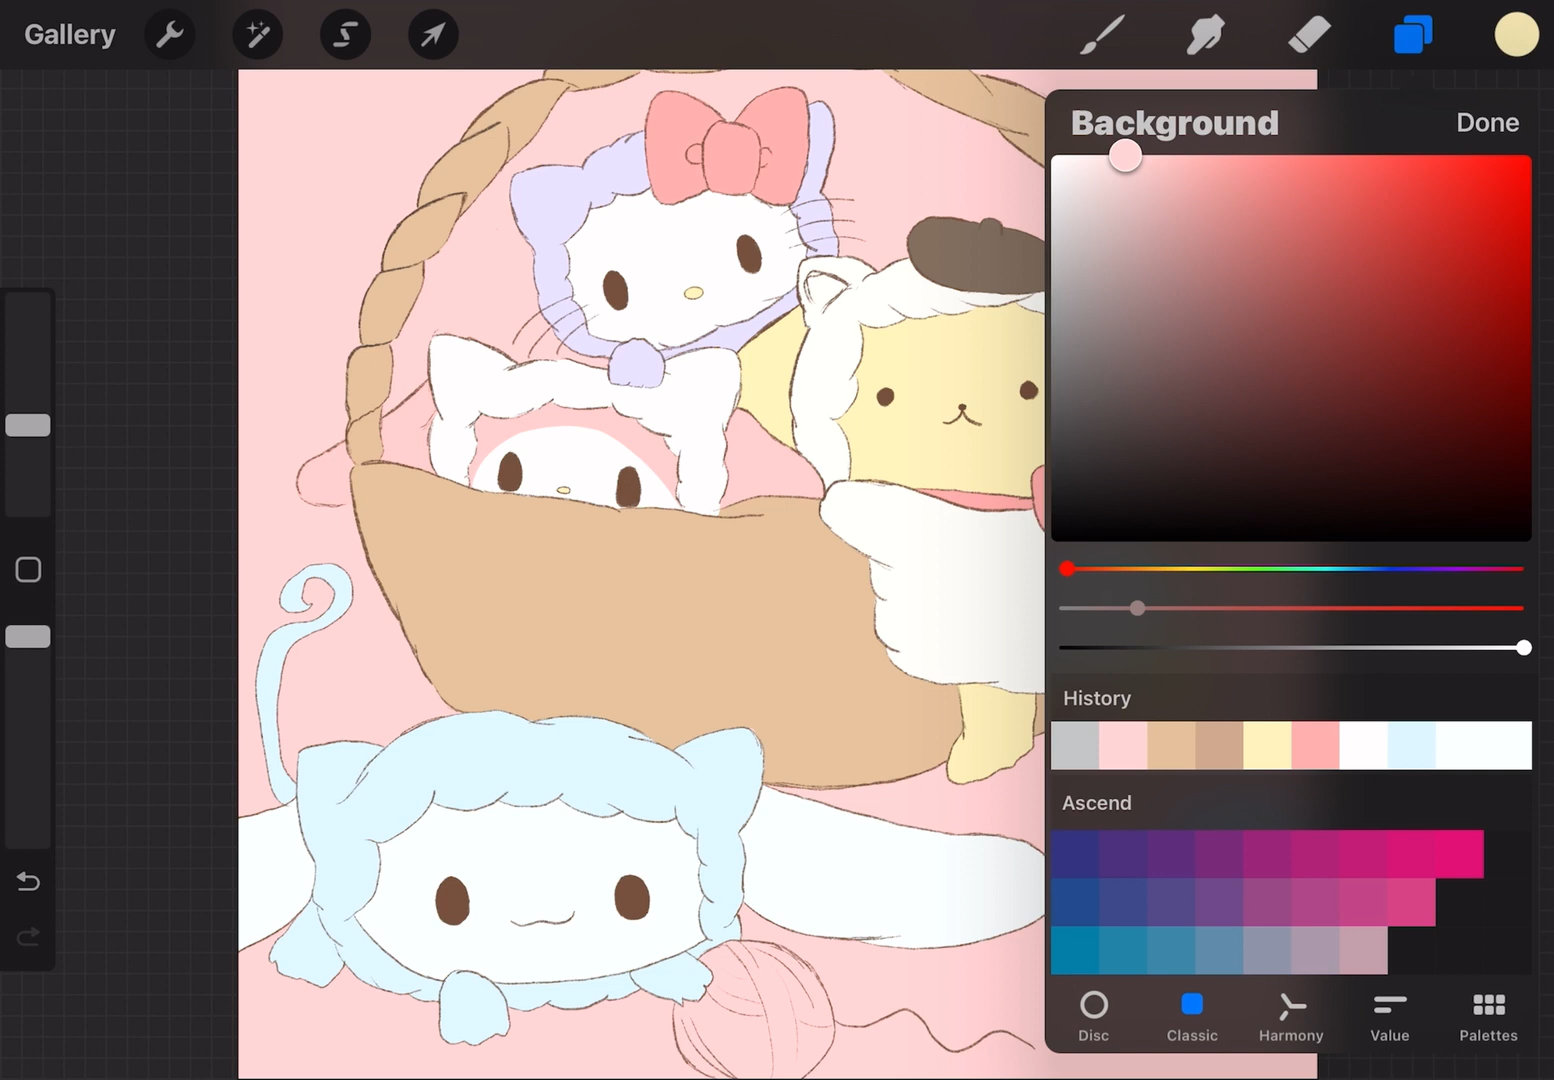 Gallery
Background
Done
History
Ascend
Disc
Classic
Harmony
Value
Palettes